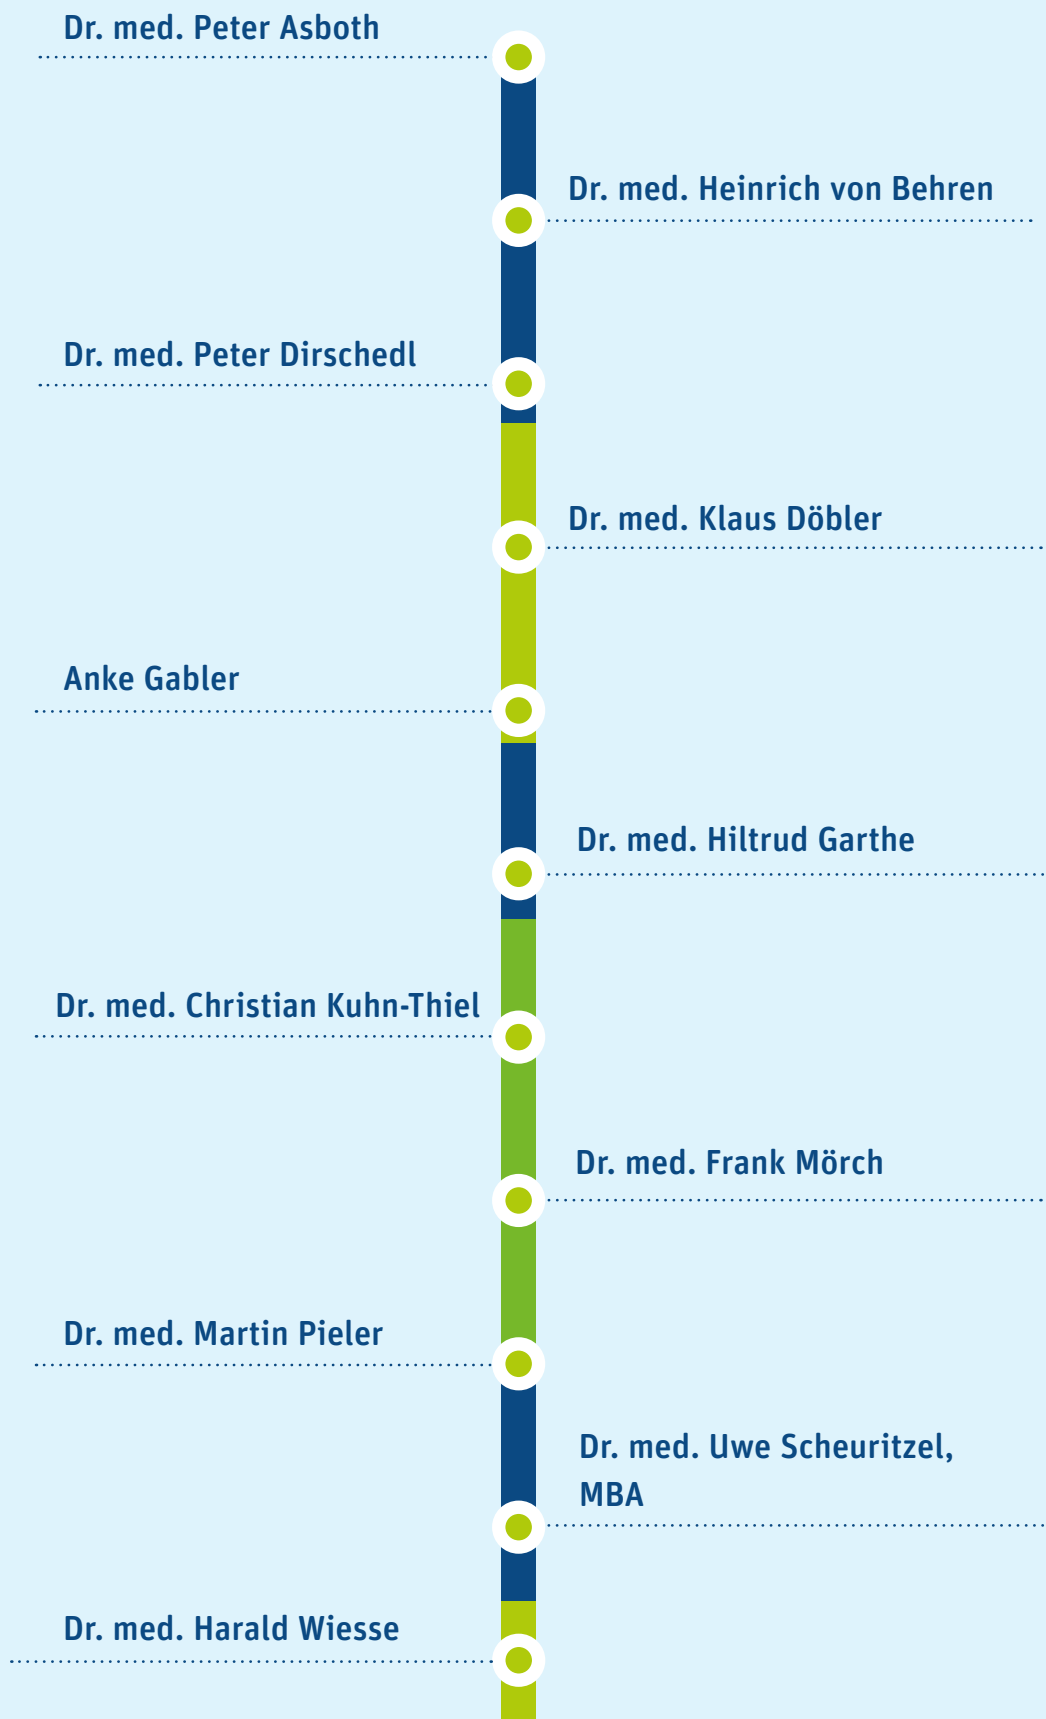 Dr. med. Peter Asboth
Dr. med. Heinrich von Behren
Dr. med. Peter Dirschedl
Dr. med. Klaus Döbler
Anke Gabler
Dr. med. Hiltrud Garthe
Dr. med. Christian Kuhn-Thiel
Dr. med. Frank Mörch
Dr. med. Martin Pieler
Dr. med. Uwe Scheuritzel,
MBA
Dr. med. Harald Wiesse